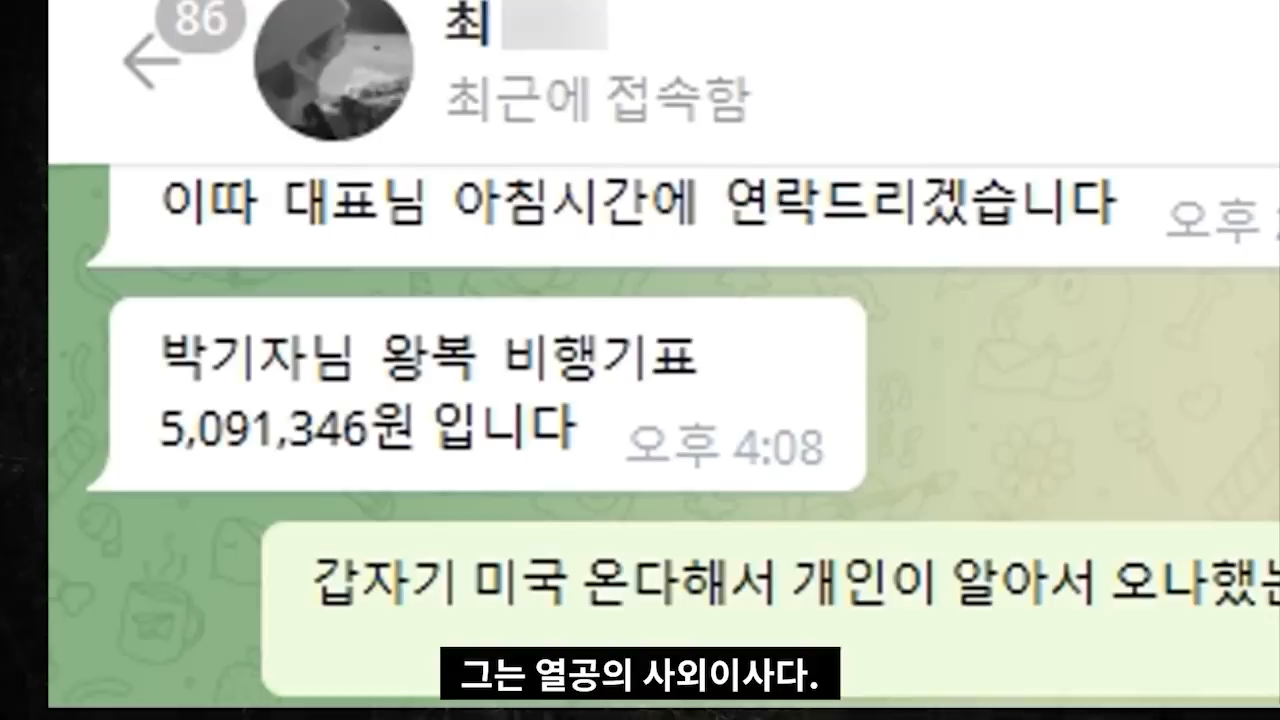 86
최
최근에 접속함
이따 대표님 아침시간에 연락드리겠습니다
오후
박기자님 왕복 비행기표
5,091,346원 입니다
오후 4:08
갑자기 미국 온다해서 개인이 알아서 오나했는
그는 열공의 사외이사다.